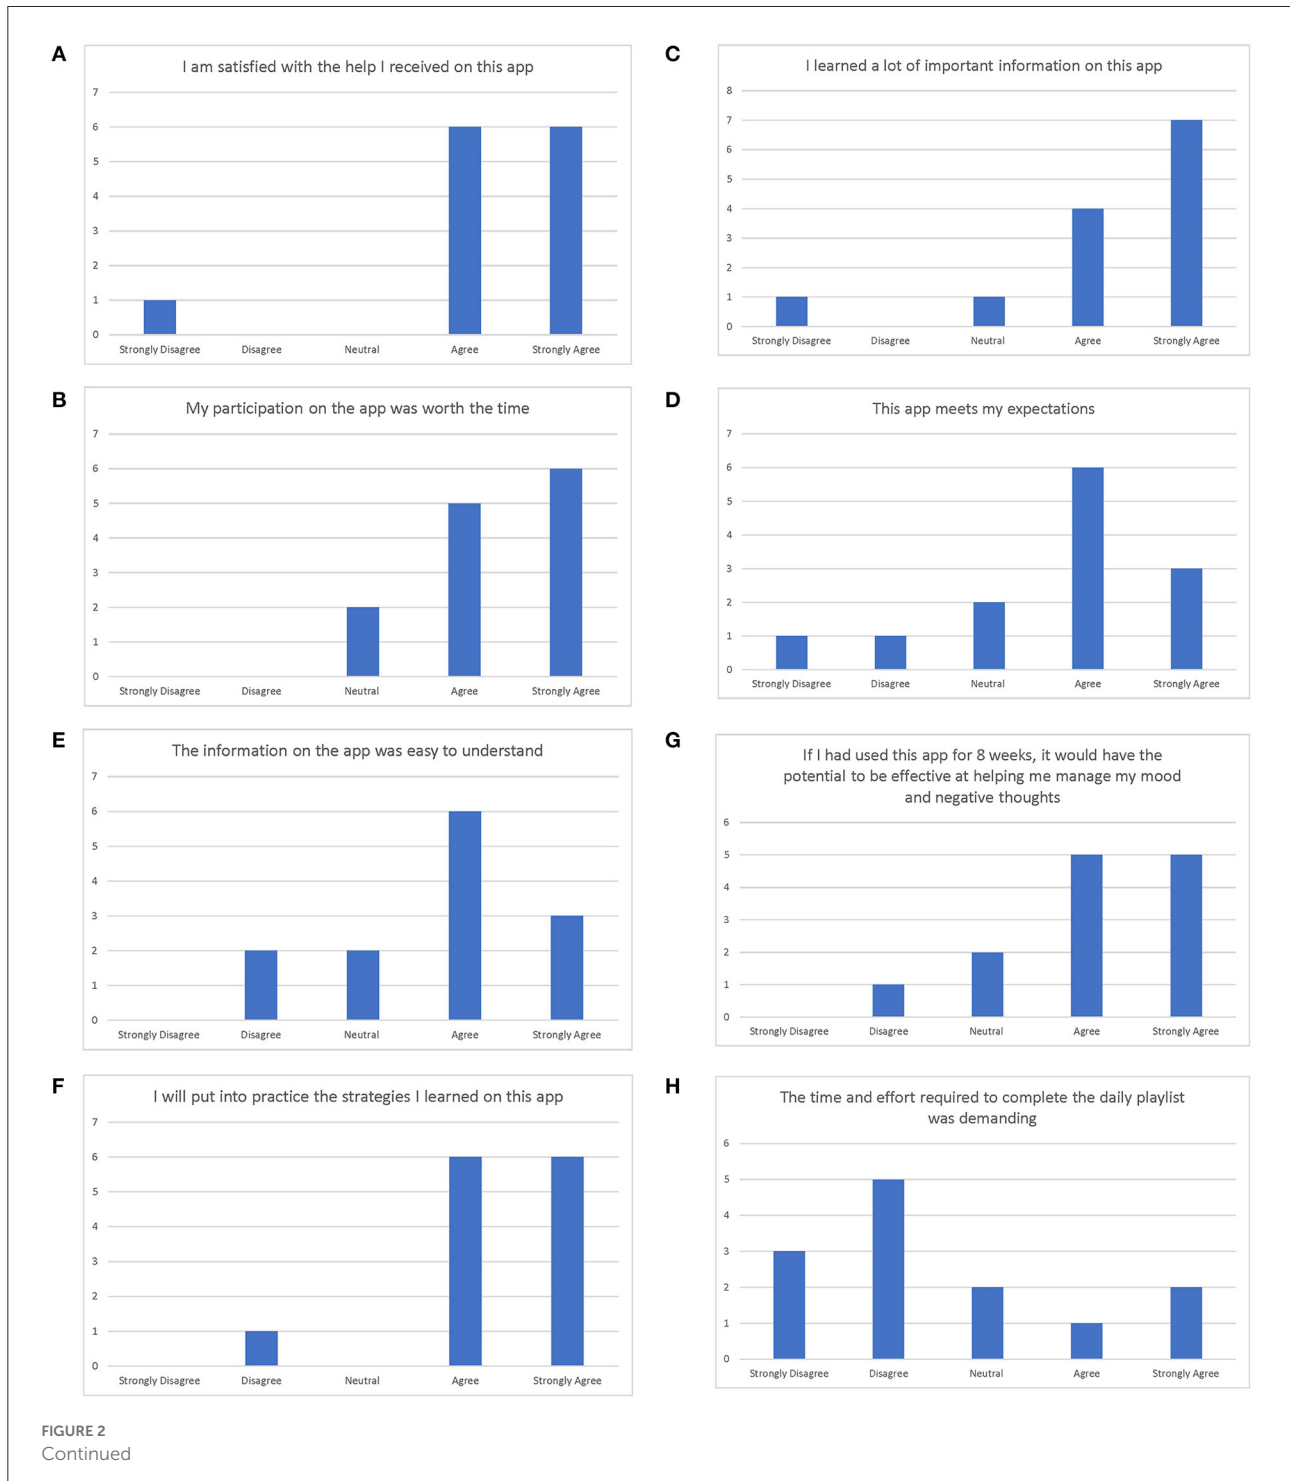 A
I am satisfied with the help I received on this app
7
6
5
4
3
2
1
0
Strongly Disagree Disagree Neutral Agree Strongly Agree
B
My participation on the app was worth the time
7
6
5
4
3
2
1
0
Strongly Disagree Disagree Neutral Agree Strongly Agree
E
The information on the app was easy to understand
7
6
5
4
3
2
1
0
Strongly Disagree Disagree Neutral Agree Strongly Agree
F
I will put into practice the strategies I learned on this app
7
6
5
4
3
2
1
0
Strongly Disagree Disagree Neutral Agree Strongly Agree
C
I learned a lot of important information on this app
8
7
6
5
4
3
2
1
0
Strongly Disagree Disagree Neutral Agree Strongly Agree
D
This app meets my expectations
7
6
5
4
3
2
1
0
Strongly Disagree Disagree Neutral Agree Strongly Agree
G
If I had used this app for 8 weeks, it would have the
potential to be effective at helping me manage my mood
and negative thoughts
6
5
4
3
2
1
0
Strongly Disagree Disagree Neutral Agree Strongly Agree
H
The time and effort required to complete the daily playlist
was demanding
6
5
4
3
2
1
0
Strongly Disagree Disagree Neutral Agree Strongly Agree
FIGURE 2
Continued